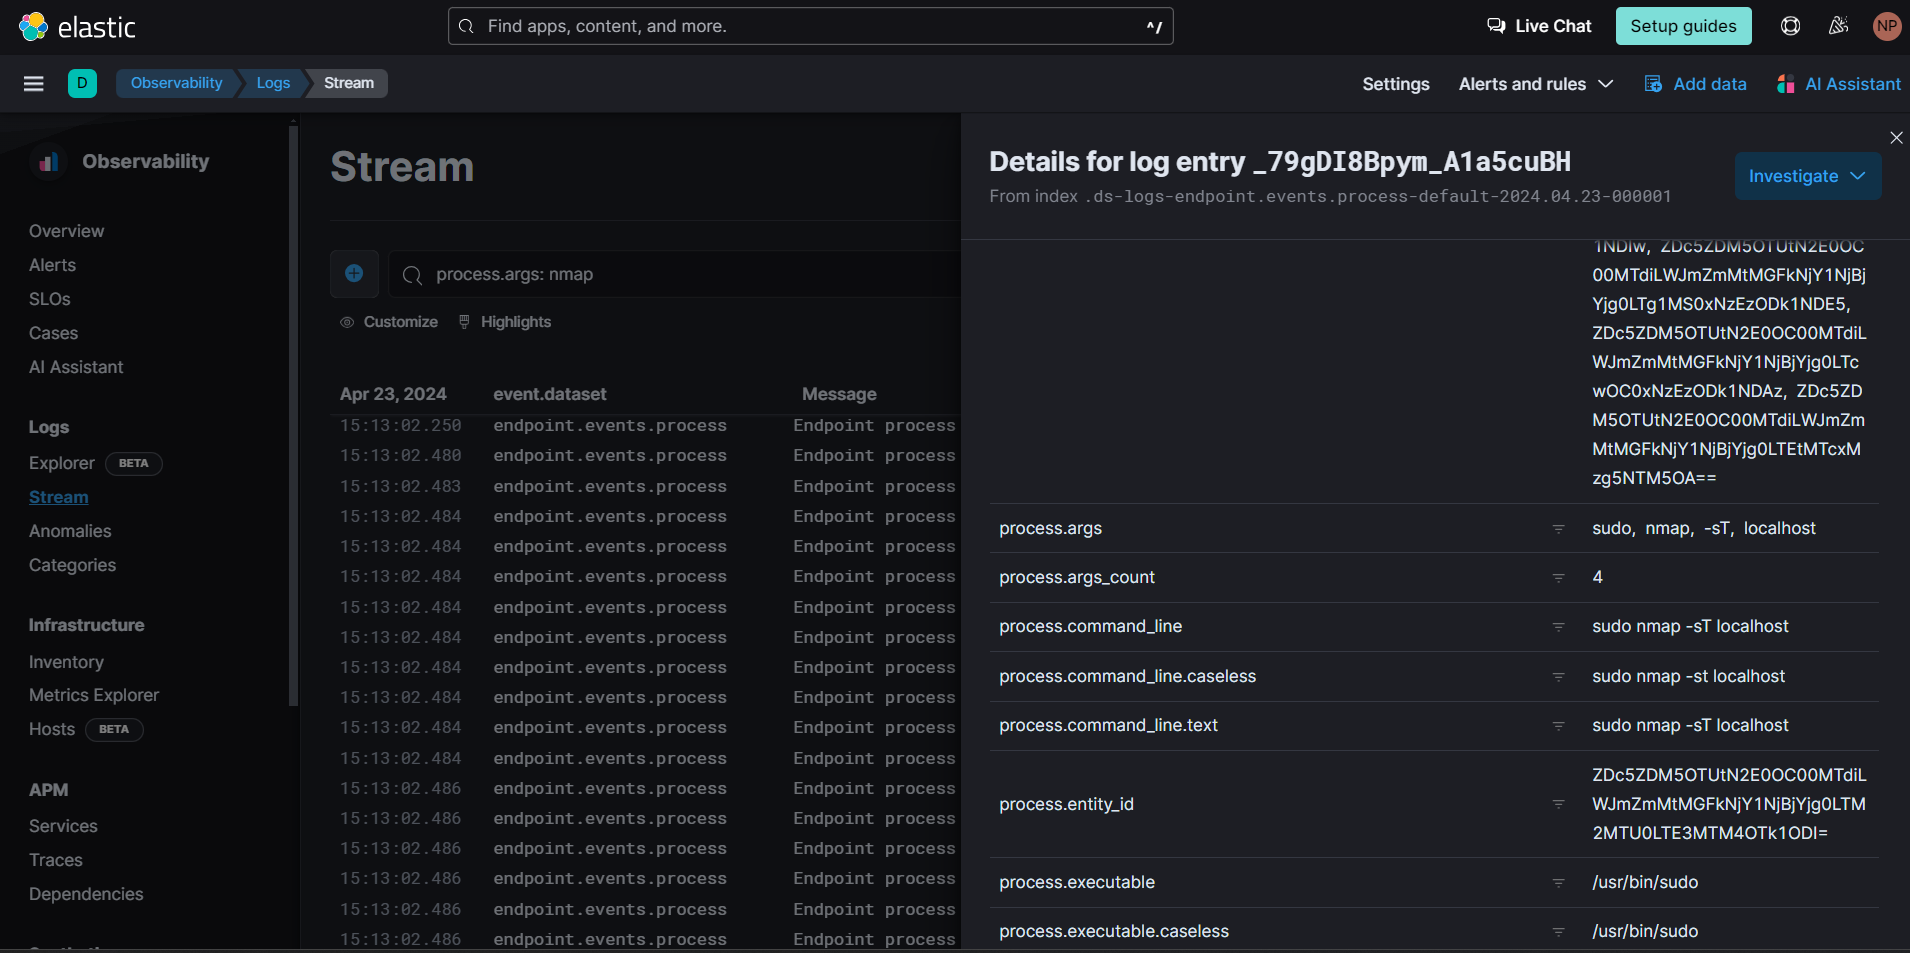 elastic
Find apps, content, and more.
^/
Live Chat
Setup guides
NP
D
Observability
Logs
Stream
Settings
Alerts and rules
Add data
AI Assistant
Observability
Overview
Alerts
SLOs
Cases
AI Assistant
Logs
Explorer BETA
Stream
Anomalies
Categories
Infrastructure
Inventory
Metrics Explorer
Hosts BETA
APM
Services
Traces
Dependencies
Stream
process.args: nmap
Customize
Highlights
Apr 23, 2024 event.dataset Message
15:13:02.250 endpoint.events.process Endpoint process
15:13:02.480 endpoint.events.process Endpoint process
15:13:02.483 endpoint.events.process Endpoint process
15:13:02.484 endpoint.events.process Endpoint process
15:13:02.484 endpoint.events.process Endpoint process
15:13:02.484 endpoint.events.process Endpoint process
15:13:02.484 endpoint.events.process Endpoint process
15:13:02.484 endpoint.events.process Endpoint process
15:13:02.484 endpoint.events.process Endpoint process
15:13:02.484 endpoint.events.process Endpoint process
15:13:02.484 endpoint.events.process Endpoint process
15:13:02.484 endpoint.events.process Endpoint process
15:13:02.486 endpoint.events.process Endpoint process
15:13:02.486 endpoint.events.process Endpoint process
15:13:02.486 endpoint.events.process Endpoint process
15:13:02.486 endpoint.events.process Endpoint process
15:13:02.486 endpoint.events.process Endpoint process
15:13:02.486 endpoint.events.process Endpoint process
Details for log entry _79gDI8Bpym_A1a5cuBH
From index .ds-logs-endpoint.events.process-default-2024.04.23-000001
Investigate
1NDIw, ZDc5ZDM5OTUtN2E0OC
00MTdiLWJmZmMtMGFkNjY1NjBj
Yjg0LTg1MS0xNzEzODk1NDE5,
ZDc5ZDM5OTUtN2E0OC00MTdiL
WJmZmMtMGFkNjY1NjBjYjg0LTc
wOC0xNzEzODk1NDAz, ZDc5ZD
M5OTUtN2E0OC00MTdiLWJmZm
MtMGFkNjY1NjBjYjg0LTEtMTcxM
zg5NTM5OA==
process.args sudo, nmap, -sT, localhost
process.args_count 4
process.command_line sudo nmap -sT localhost
process.command_line.caseless sudo nmap -st localhost
process.command_line.text sudo nmap -sT localhost
process.entity_id
ZDc5ZDM5OTUtN2E0OC00MTdiL
WJmZmMtMGFkNjY1NjBjYjg0LTM
2MTU0LTE3MTM4OTk1ODI=
process.executable /usr/bin/sudo
process.executable.caseless /usr/bin/sudo